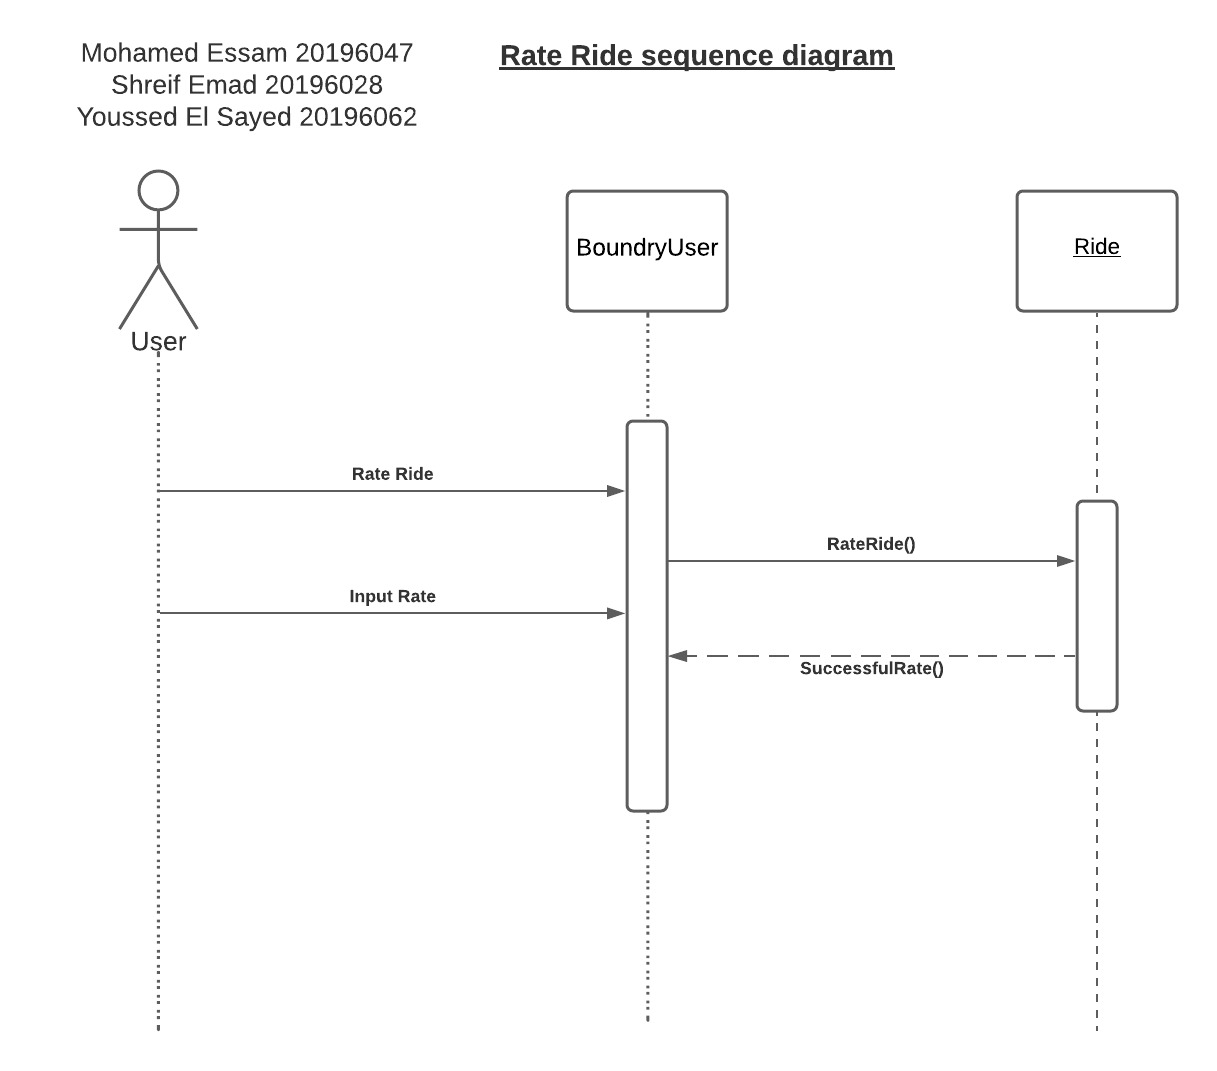 Mohamed Essam 20196047
Shreif Emad 20196028
Youssed El Sayed 20196062
Rate Ride sequence diagram
User
BoundryUser
Ride
Rate Ride
RateRide()
Input Rate
SuccessfulRate()